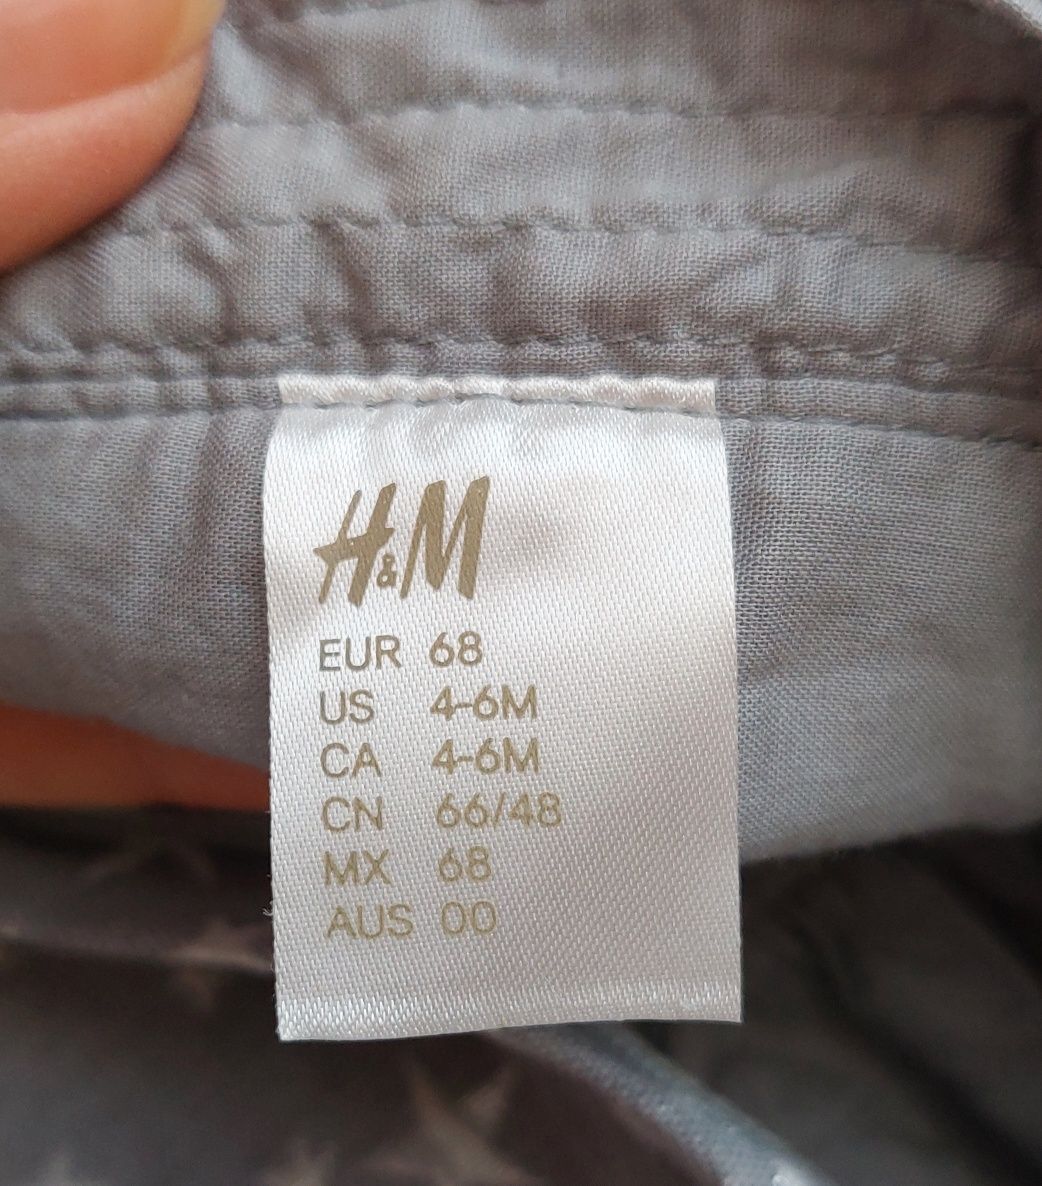 H&M
EUR 68
US 4-6M
CA 4-6M
CN 66/48
MX 68
AUS 00